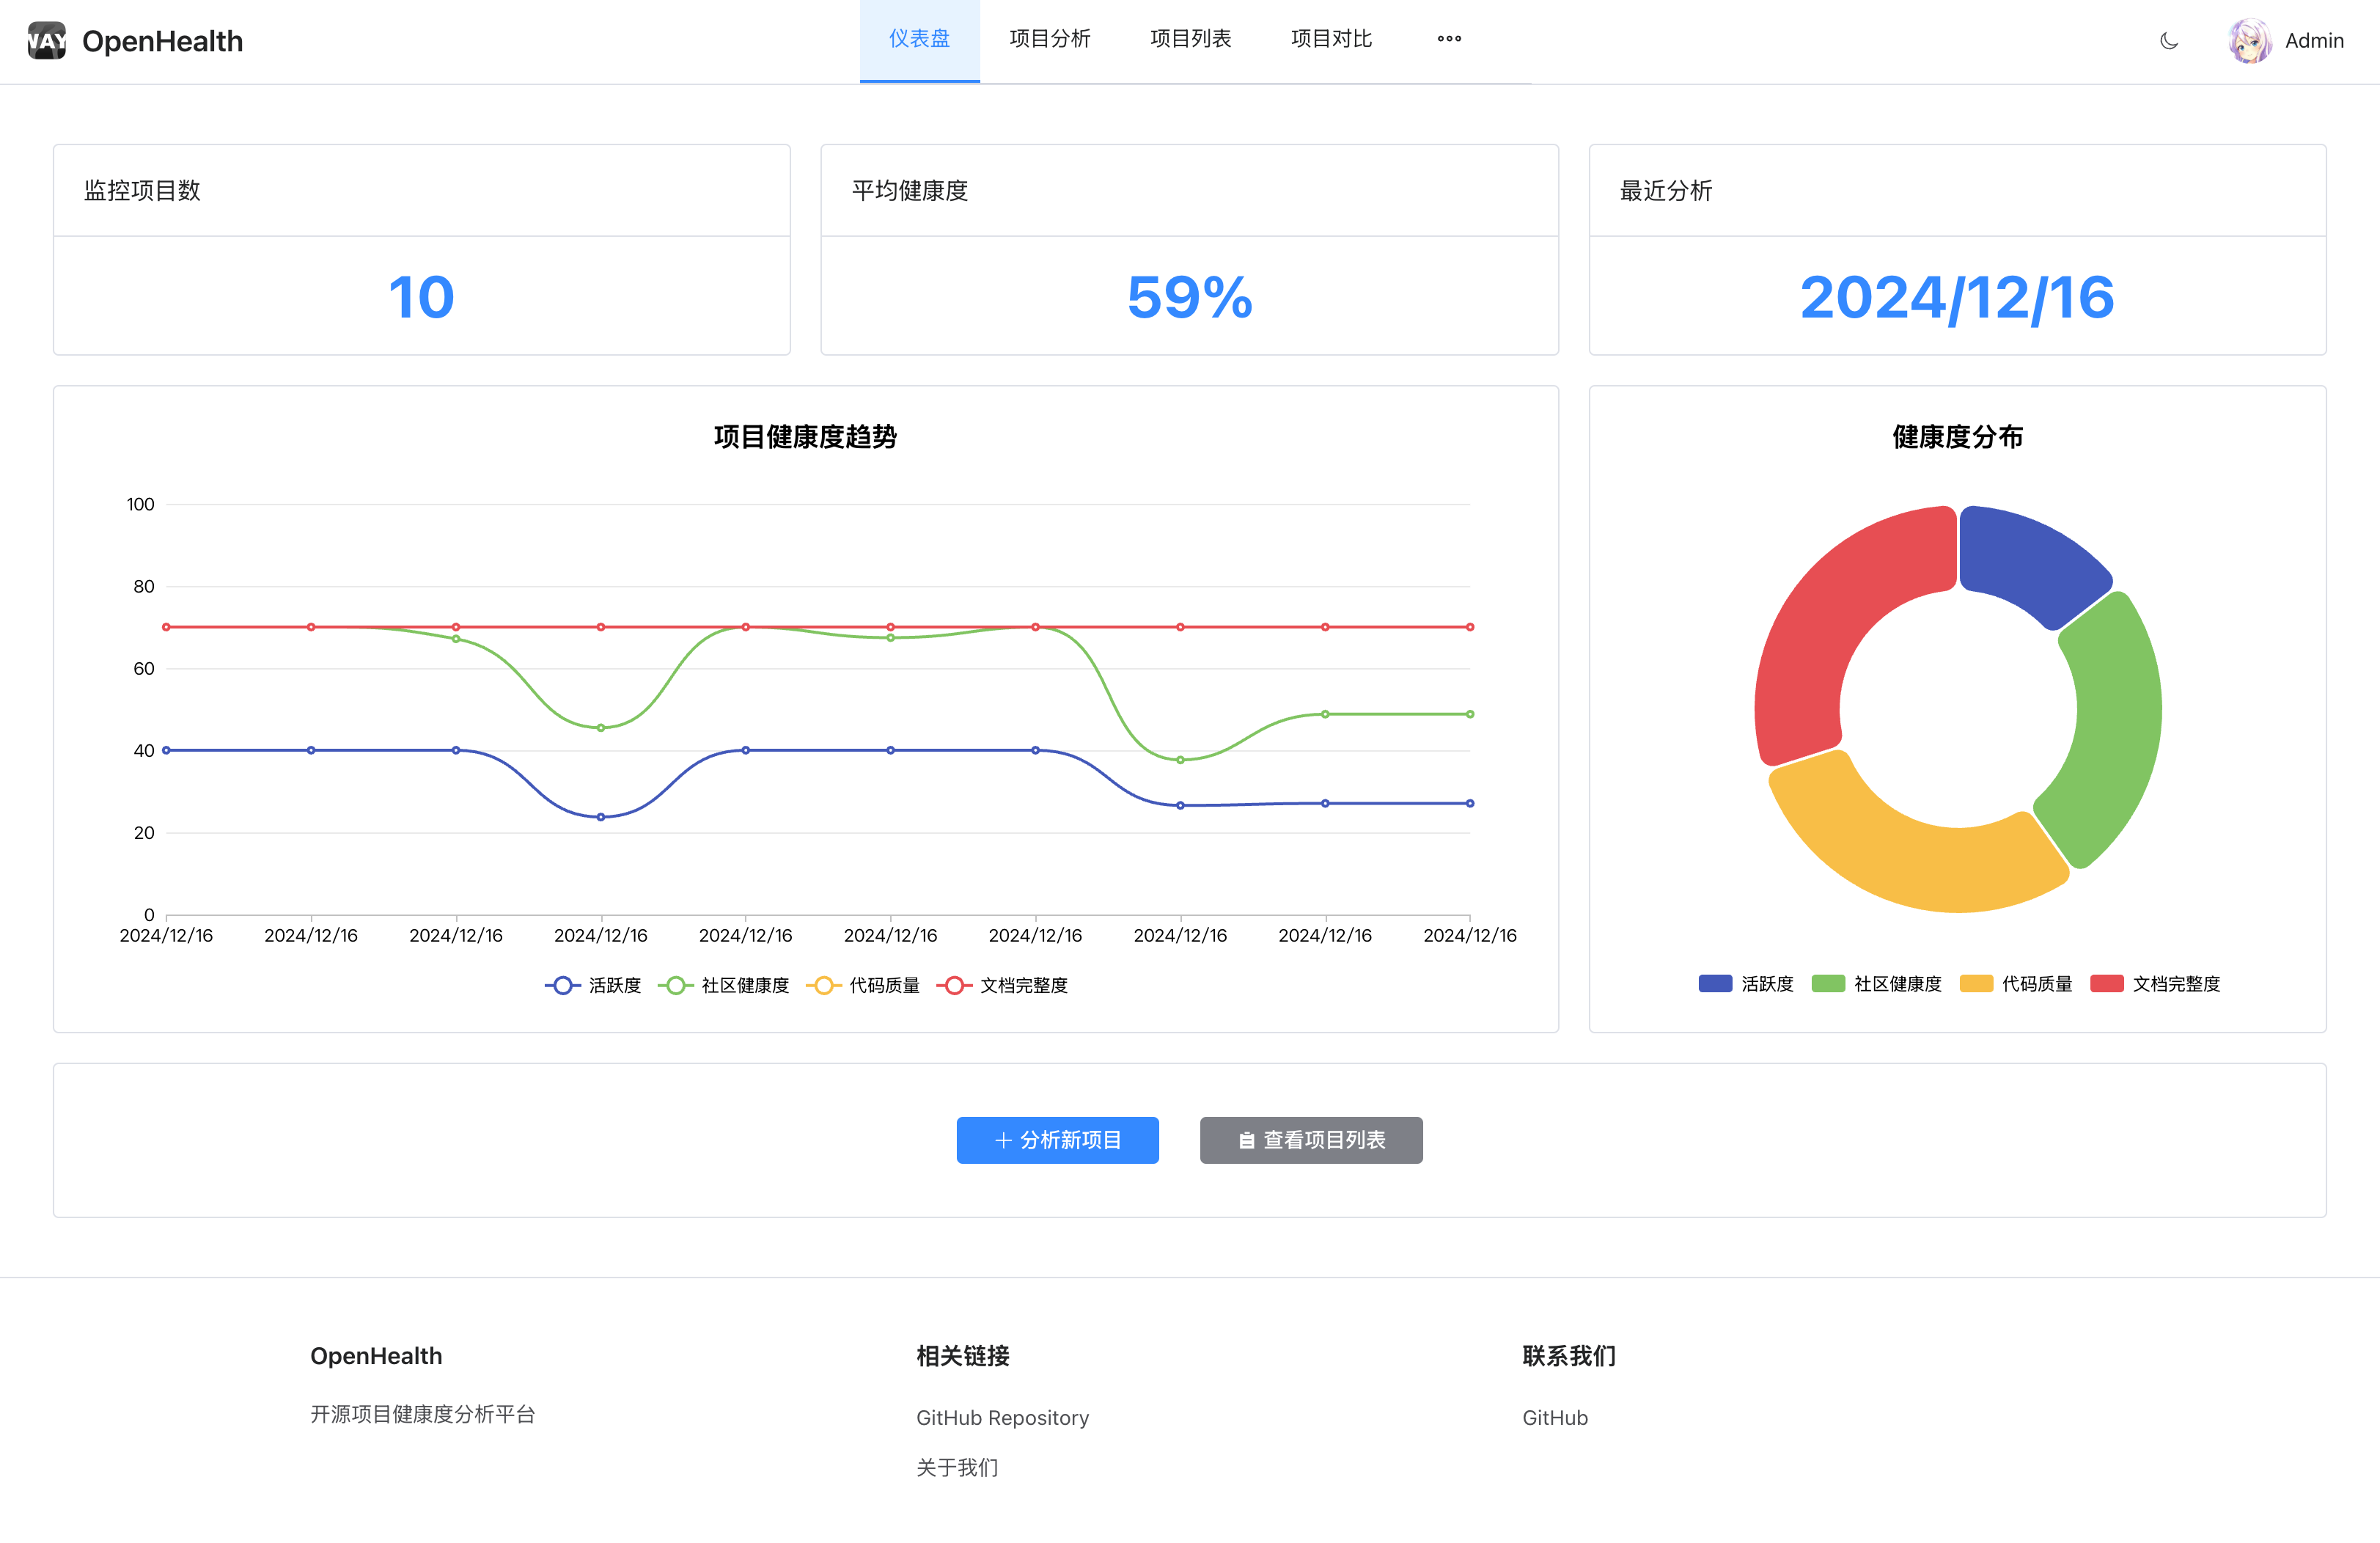 WAY
OpenHealth
仪表盘
项目分析
项目列表
项目对比
Admin
监控项目数
10
平均健康度
59%
最近分析
2024/12/16
项目健康度趋势
100
80
60
40
20
0
2024/12/16 2024/12/16 2024/12/16 2024/12/16 2024/12/16 2024/12/16 2024/12/16 2024/12/16 2024/12/16 2024/12/16
活跃度 社区健康度 代码质量 文档完整度
健康度分布
活跃度 社区健康度 代码质量 文档完整度
分析新项目
查看项目列表
OpenHealth
开源项目健康度分析平台
相关链接
GitHub Repository
关于我们
联系我们
GitHub